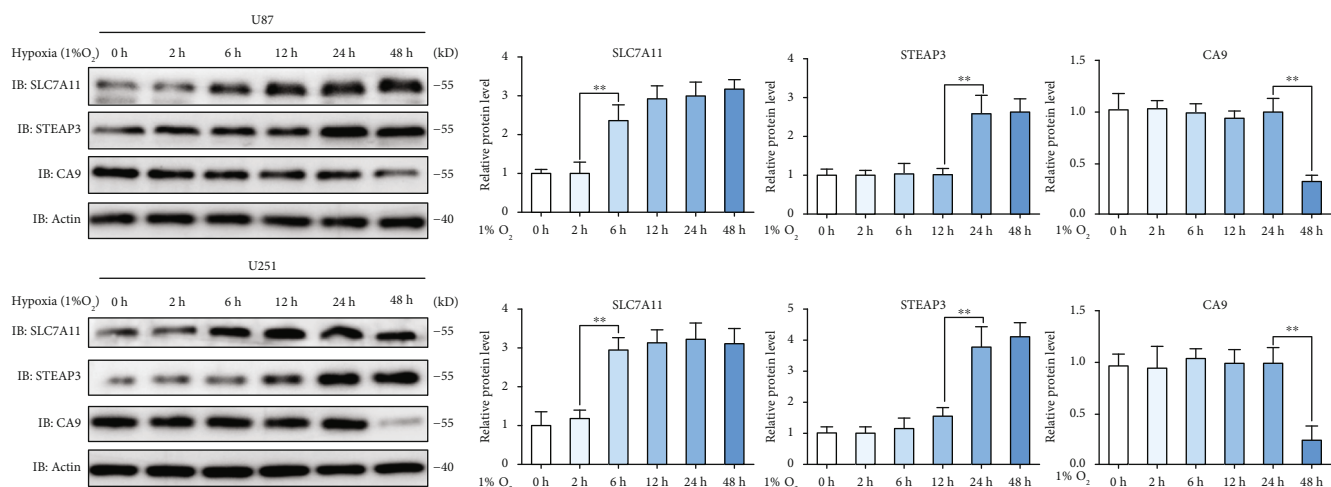 U87
Hypoxia (1%O2) 0 h 2 h 6 h 12 h 24 h 48 h (kD)
IB: SLC7A11 −55
IB: STEAP3 −55
IB: CA9 −55
IB: Actin −40
SLC7A11
Relative protein level
4
3
2
1
0
**
1% O2 0 h 2 h 6 h 12 h 24 h 48 h
STEAP3
Relative protein level
4
3
2
1
0
**
1% O2 0 h 2 h 6 h 12 h 24 h 48 h
CA9
Relative protein level
1.5
1.0
0.5
0.0
**
1% O2 0 h 2 h 6 h 12 h 24 h 48 h
U251
Hypoxia (1%O2) 0 h 2 h 6 h 12 h 24 h 48 h (kD)
IB: SLC7A11 −55
IB: STEAP3 −55
IB: CA9 −55
IB: Actin −40
SLC7A11
Relative protein level
4
3
2
1
0
**
1% O2 0 h 2 h 6 h 12 h 24 h 48 h
STEAP3
Relative protein level
5
4
3
2
1
0
**
1% O2 0 h 2 h 6 h 12 h 24 h 48 h
CA9
Relative protein level
1.5
1.0
0.5
0.0
**
1% O2 0 h 2 h 6 h 12 h 24 h 48 h